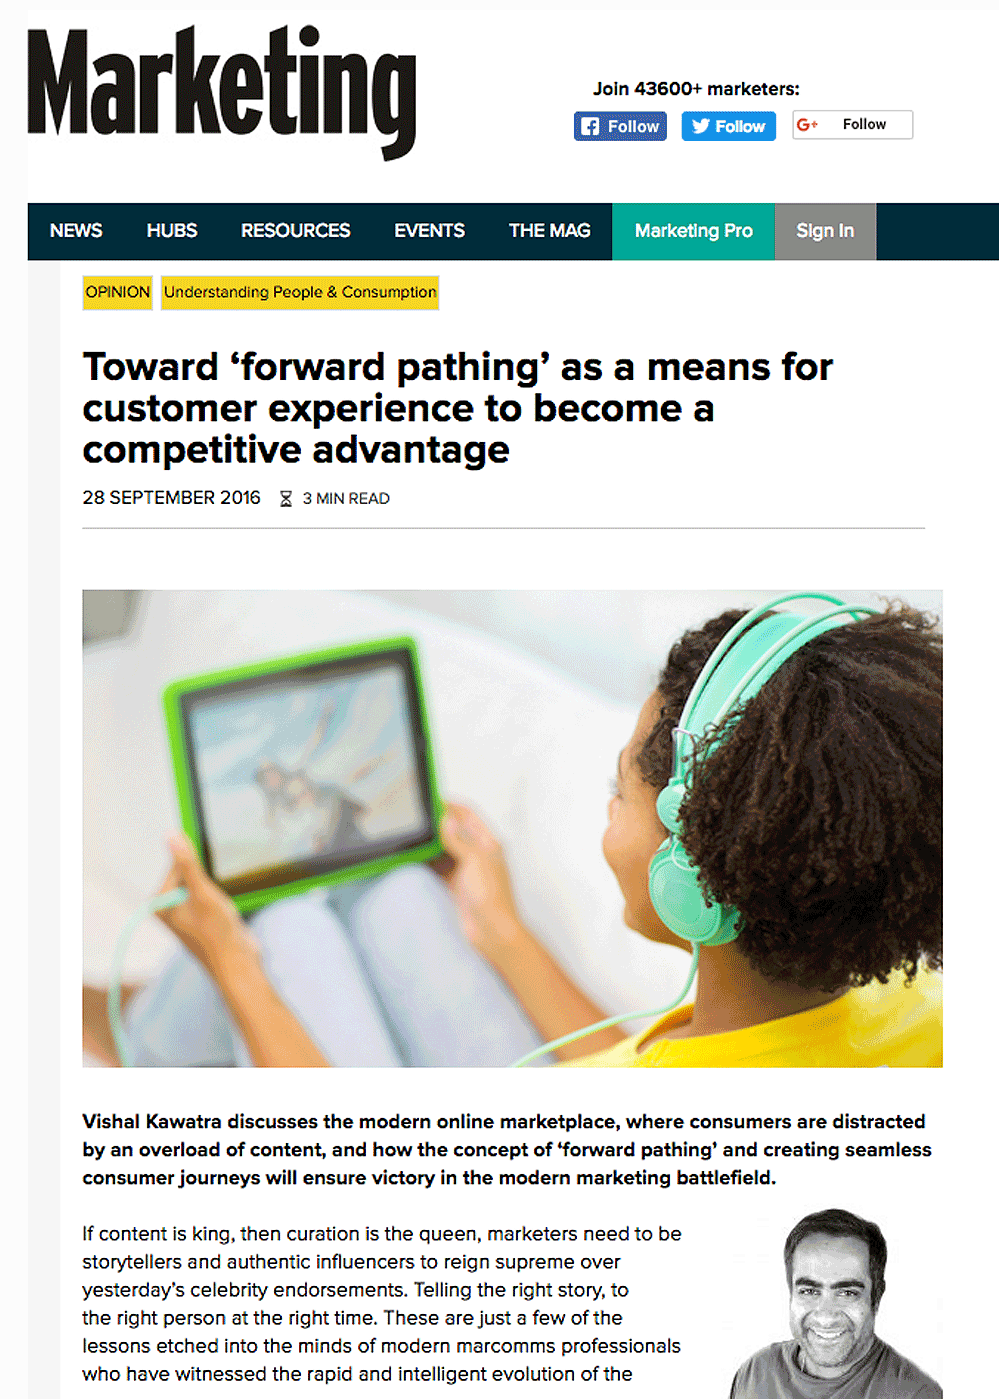 Marketing
Join 43600+ marketers:
Follow
Follow
G+ Follow
NEWS HUBS RESOURCES EVENTS THE MAG Marketing Pro Sign In
OPINION Understanding People & Consumption
Toward ‘forward pathing’ as a means for
customer experience to become a
competitive advantage
28 SEPTEMBER 2016 3 MIN READ
Vishal Kawatra discusses the modern online marketplace, where consumers are distracted
by an overload of content, and how the concept of ‘forward pathing’ and creating seamless
consumer journeys will ensure victory in the modern marketing battlefield.
If content is king, then curation is the queen, marketers need to be
storytellers and authentic influencers to reign supreme over
yesterday’s celebrity endorsements. Telling the right story, to
the right person at the right time. These are just a few of the
lessons etched into the minds of modern marcomms professionals
who have witnessed the rapid and intelligent evolution of the